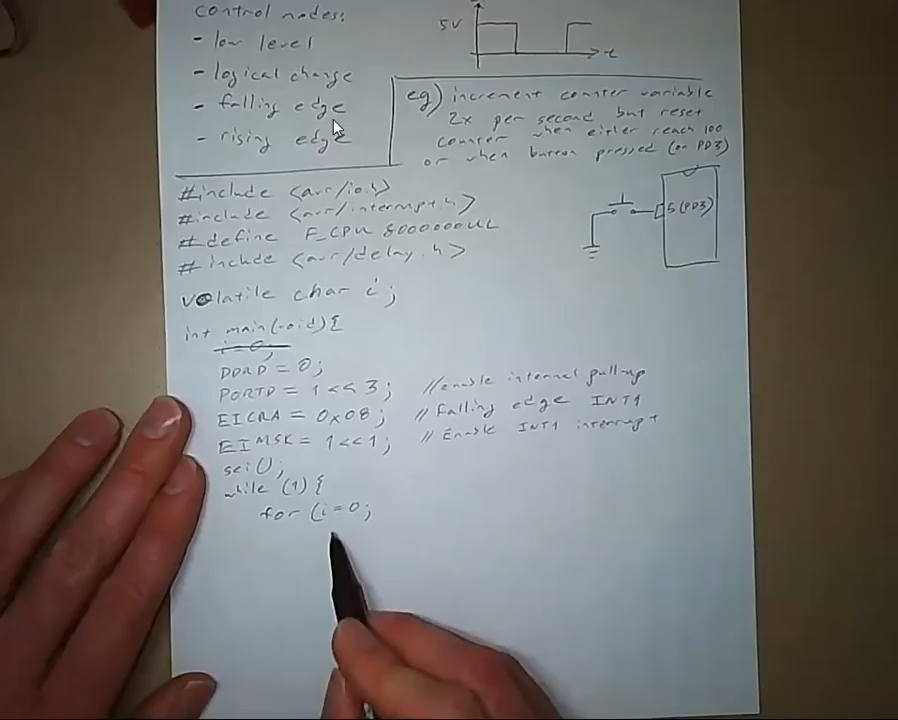 control modes:
- low level
- logical change
- falling edge
- rising edge
5V
t
eg) increment counter variable
2x per second but reset
counter when either reach 100
or when button pressed (on PD3)
#include <avr/io.h>
#include <avr/interrupt.h>
#define F_CPU 8000000UL
#include <avr/delay.h>
5 (PD3)
volatile char i;
int main(void){
i=0;
DDRD = 0;
PORTD = 1<<3; //enable internal pull-up
EICRA = 0x08; //Falling edge INT1
EIMSK = 1<<1; //Enable INT1 interrupt
sei();
while (1) {
for (i=0;